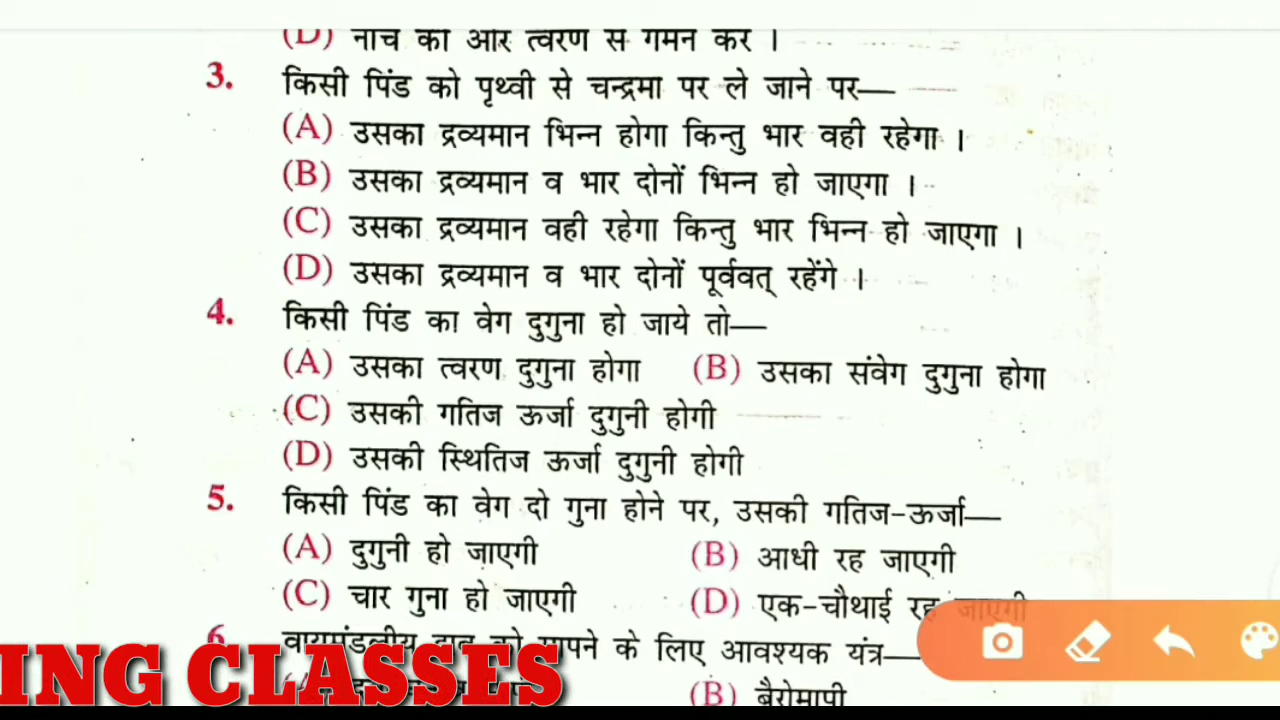 (D) नीचे की ओर त्वरण से गमन करे ।
3. किसी पिंड को पृथ्वी से चन्द्रमा पर ले जाने पर—
(A) उसका द्रव्यमान भिन्न होगा किन्तु भार वही रहेगा ।
(B) उसका द्रव्यमान व भार दोनों भिन्न हो जाएगा ।
(C) उसका द्रव्यमान वही रहेगा किन्तु भार भिन्न हो जाएगा ।
(D) उसका द्रव्यमान व भार दोनों पूर्ववत् रहेंगे ।
4. किसी पिंड का वेग दुगुना हो जाये तो—
(A) उसका त्वरण दुगुना होगा (B) उसका संवेग दुगुना होगा
(C) उसकी गतिज ऊर्जा दुगुनी होगी
(D) उसकी स्थितिज ऊर्जा दुगुनी होगी
5. किसी पिंड का वेग दो गुना होने पर, उसकी गतिज-ऊर्जा—
(A) दुगुनी हो जाएगी (B) आधी रह जाएगी
(C) चार गुना हो जाएगी (D) एक-चौथाई रह जाएगी
6. वायुमंडलीय दाब को मापने के लिए आवश्यक यंत्र—
(B) बैरोमापी
ING CLASSES